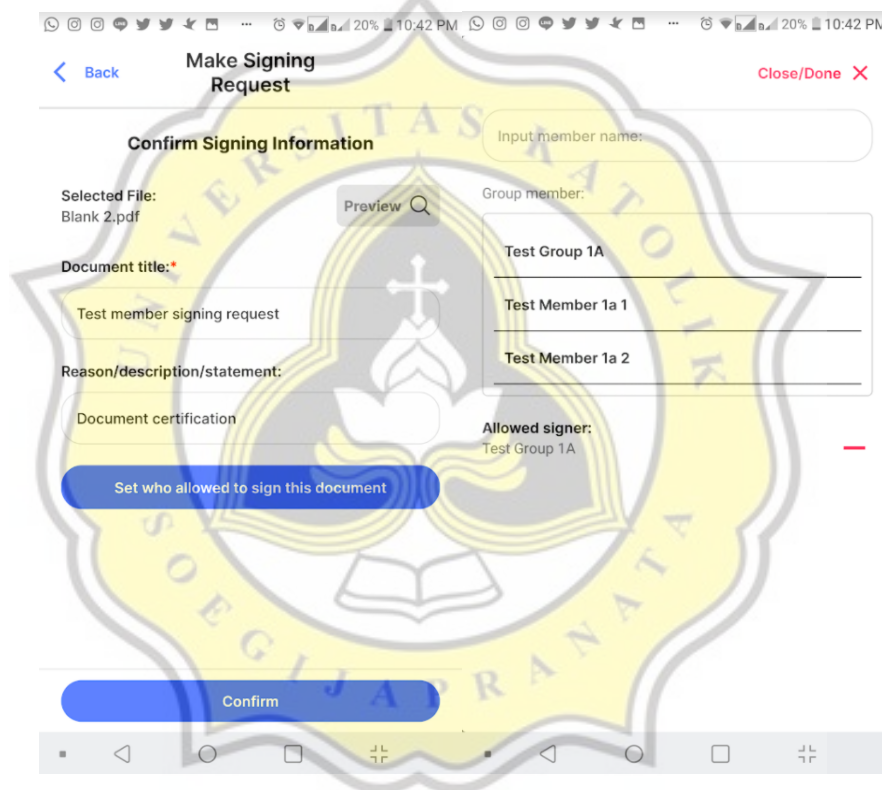 20% 10:42 PM
Back
Make Signing
Request
Confirm Signing Information
Selected File:
Blank 2.pdf
Preview
Document title:*
Test member signing request
Reason/description/statement:
Document certification
Set who allowed to sign this document
Confirm
20% 10:42 PM
Close/Done
Input member name:
Group member:
Test Group 1A
Test Member 1a 1
Test Member 1a 2
Allowed signer:
Test Group 1A
UNIVERSITAS KATOLIK
SOEGIJAPRANATA